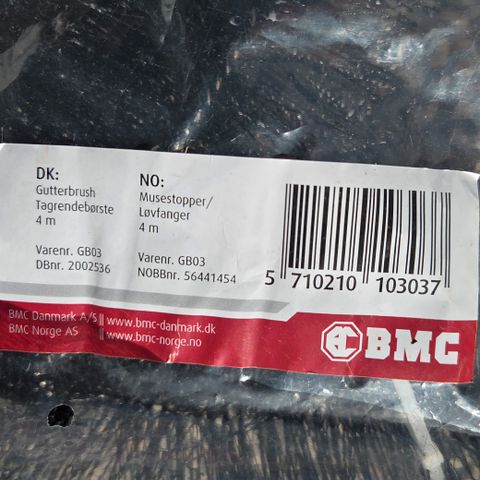 DK:
Gutterbrush
Tagrendebørste
4 m
Varenr. GB03
DBnr. 2002536
NO:
Musestopper/
Løvfanger
4 m
Varenr. GB03
NOBBnr. 56441454
5 710210 103037
BMC Danmark A/S || www.bmc-danmark.dk
BMC Norge AS || www.bmc-norge.no
BMC